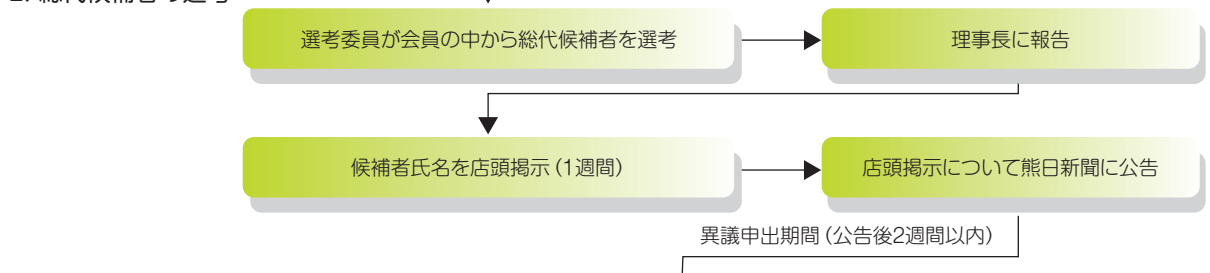 選考委員が会員の中から総代候補者を選考
理事長に報告
候補者氏名を店頭掲示（1週間）
店頭掲示について熊日新聞に公告
異議申出期間（公告後2週間以内）